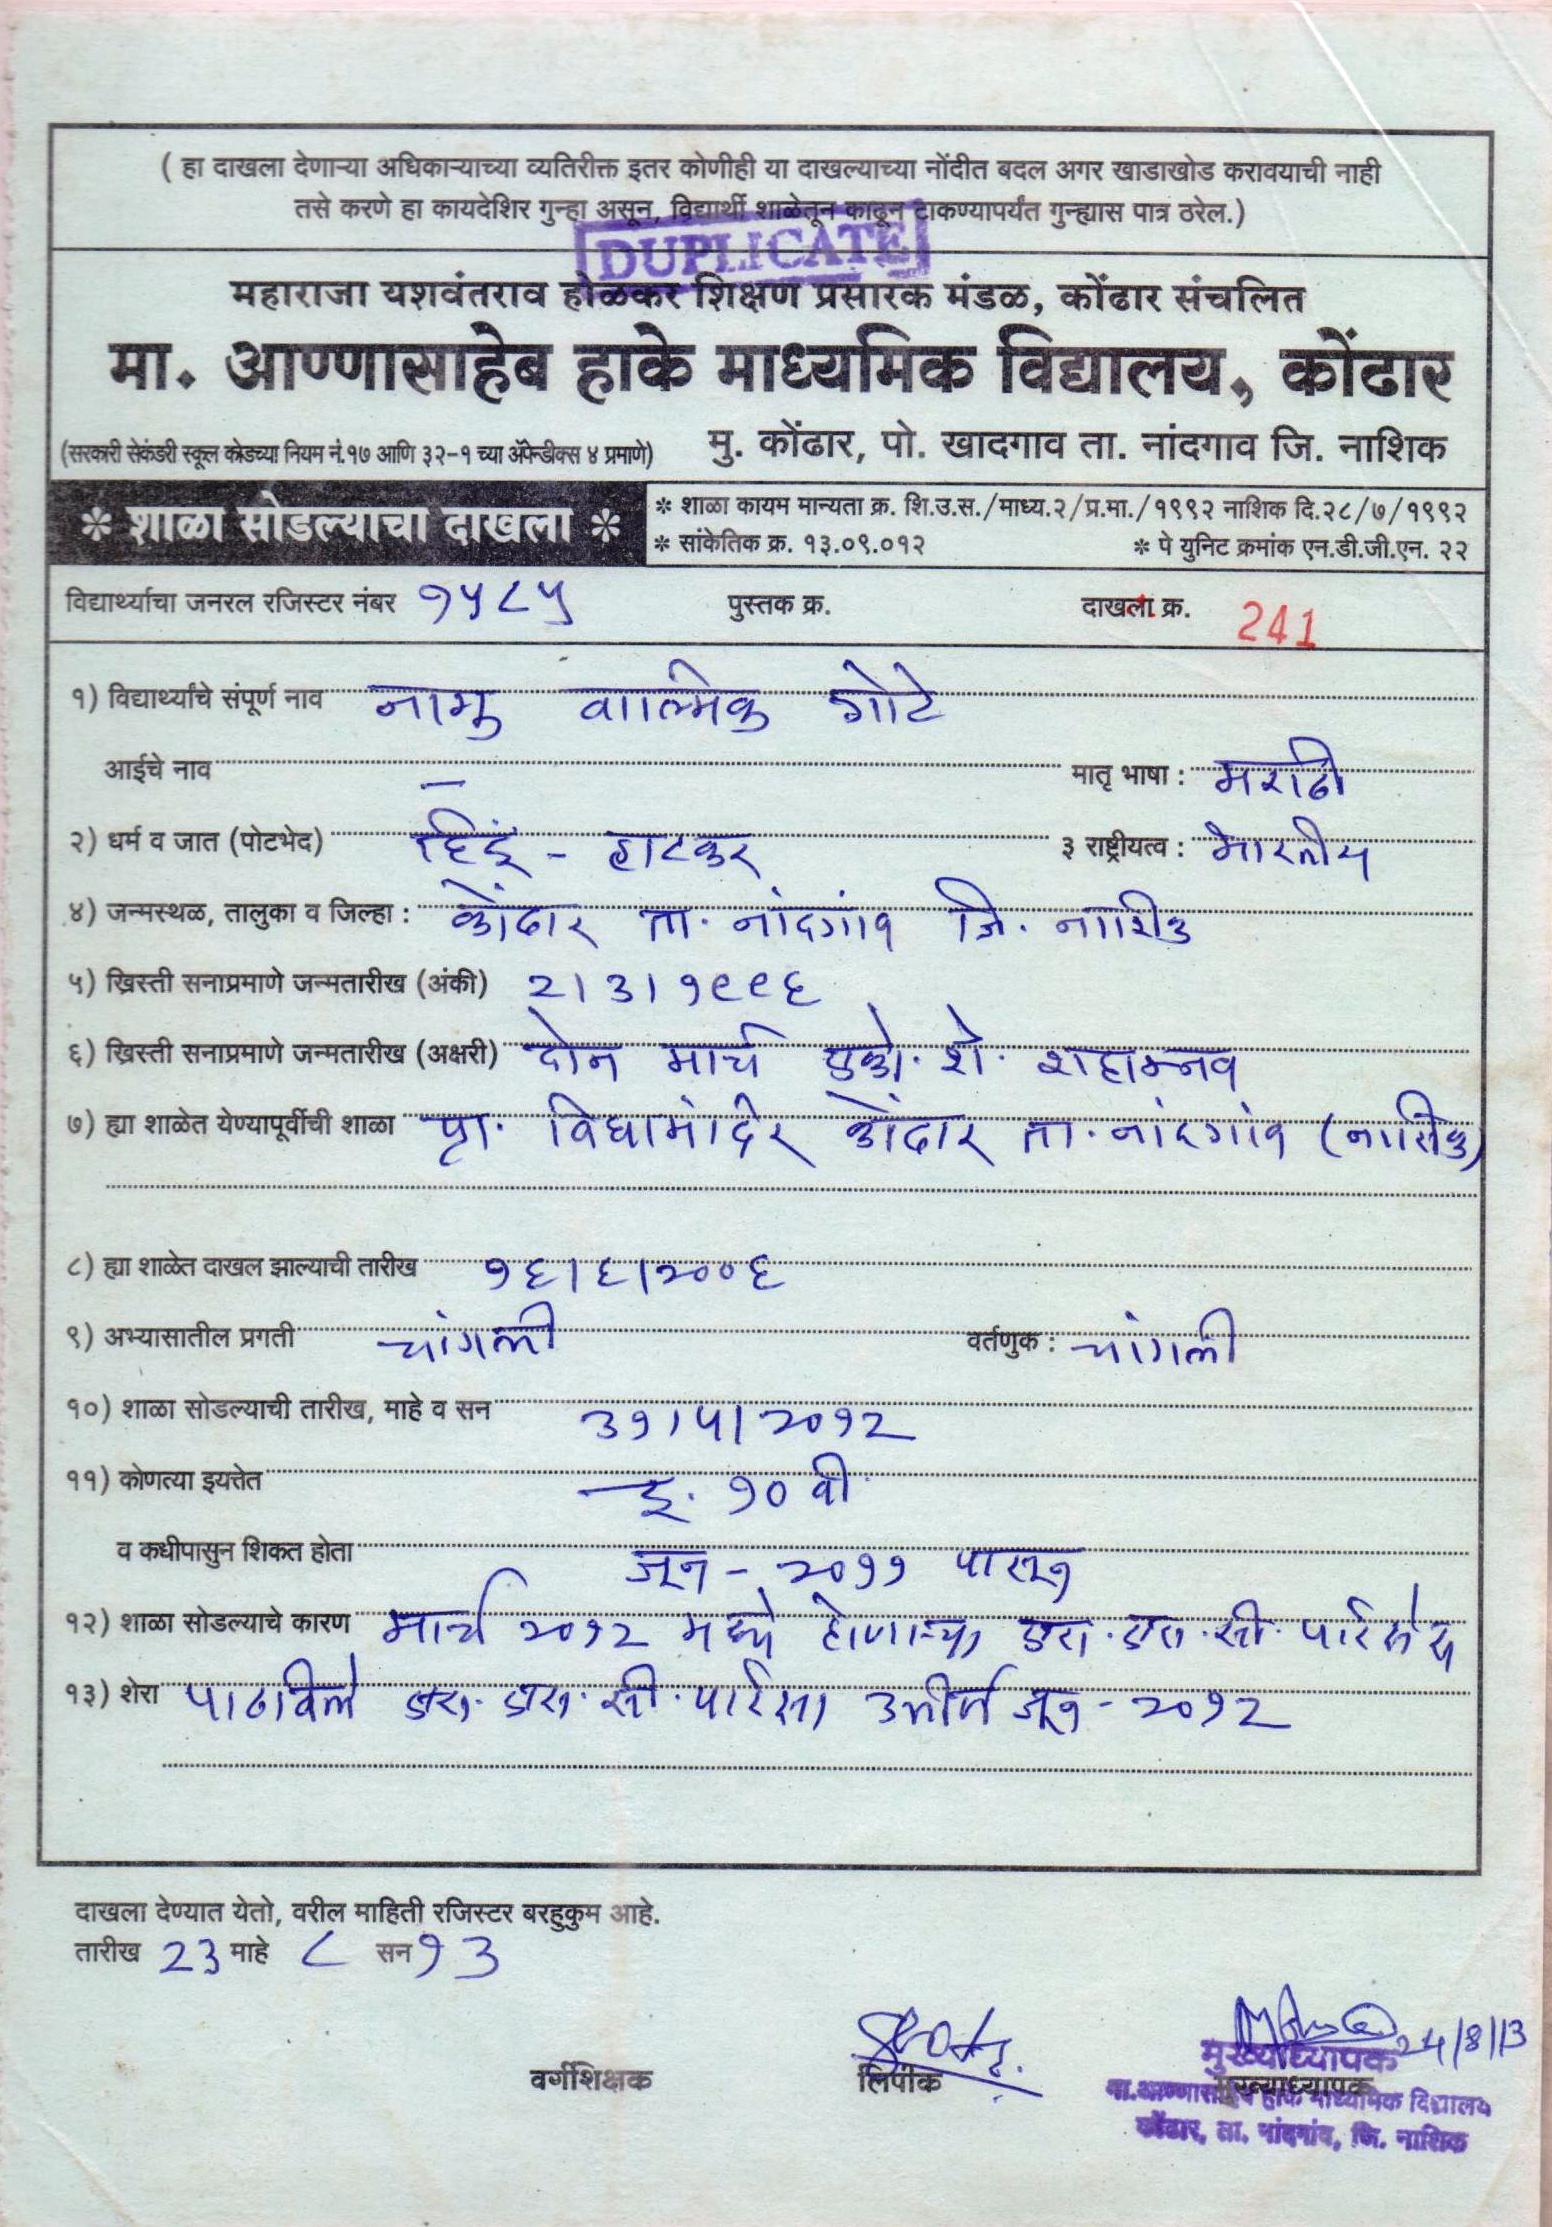 ( हा दाखला देणाऱ्या अधिकाऱ्याच्या व्यतिरीक्त इतर कोणीही या दाखल्याच्या नोंदीत बदल अगर खाडाखोड करावयाची नाही
तसे करणे हा कायदेशिर गुन्हा असून, विद्यार्थी शाळेतून काढून टाकण्यापर्यंत गुन्ह्यास पात्र ठरेल.)
DUPLICATE
महाराजा यशवंतराव होळकर शिक्षण प्रसारक मंडळ, कोंढार संचलित
मा. आण्णासाहेब हाके माध्यमिक विद्यालय, कोंढार
(सरकारी सेकंडरी स्कूल कोडच्या नियम नं.१७ आणि ३२-१ च्या अ‍ॅपेन्डीक्स ४ प्रमाणे) मु. कोंढार, पो. खादगाव ता. नांदगाव जि. नाशिक
* शाळा सोडल्याचा दाखला *
* शाळा कायम मान्यता क्र. शि.उ.स./माध्य.२/प्र.मा./१९९२ नाशिक दि.२८/७/१९९२
* सांकेतिक क्र. १३.०९.०१२ * पे युनिट क्रमांक एन.डी.जी.एन. २२
विद्यार्थ्याचा जनरल रजिस्टर नंबर १५८५ पुस्तक क्र. दाखला क्र. 241
१) विद्यार्थ्यांचे संपूर्ण नाव नामु वाल्मिक गोटे
आईचे नाव — मातृ भाषा : मराठी
२) धर्म व जात (पोटभेद) हिंदू - हाटकर ३ राष्ट्रीयत्व : भारतीय
४) जन्मस्थळ, तालुका व जिल्हा : कोंढार ता. नांदगांव जि. नाशिक
५) ख्रिस्ती सनाप्रमाणे जन्मतारीख (अंकी) २।३।१९९६
६) ख्रिस्ती सनाप्रमाणे जन्मतारीख (अक्षरी) दोन मार्च एको. शे. शहान्नव
७) ह्या शाळेत येण्यापूर्वीची शाळा प्रा. विद्यामंदिर कोंढार ता. नांदगांव (नाशिक)
८) ह्या शाळेत दाखल झाल्याची तारीख १६।६।२००६
९) अभ्यासातील प्रगती चांगली वर्तणुक : चांगली
१०) शाळा सोडल्याची तारीख, माहे व सन ३१।५।२०१२
११) कोणत्या इयत्तेत इ. १० वी
व कधीपासुन शिकत होता जून - २०११ पासून
१२) शाळा सोडल्याचे कारण मार्च २०१२ मध्ये होणाऱ्या एस. एस. सी. परिक्षेस
१३) शेरा पाठविले एस. एस. सी. परिक्षा उत्तीर्ण जून - २०१२
दाखला देण्यात येतो, वरील माहिती रजिस्टर बरहुकुम आहे.
तारीख २३ माहे ८ सन १३
24/8/13
मुख्याध्यापक
वर्गशिक्षक लिपीक मुख्याध्यापक
मा.आण्णासाहेब हाके माध्यमिक विद्यालय
कोंढार, ता. नांदगांव, जि. नाशिक